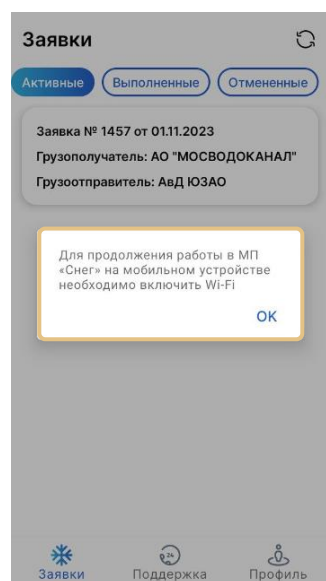 Заявки
Активные Выполненные Отмененные
Заявка № 1457 от 01.11.2023
Грузополучатель: АО "МОСВОДОКАНАЛ"
Грузоотправитель: АвД ЮЗАО
Для продолжения работы в МП
«Снег» на мобильном устройстве
необходимо включить Wi-Fi
OK
24
Заявки Поддержка Профиль